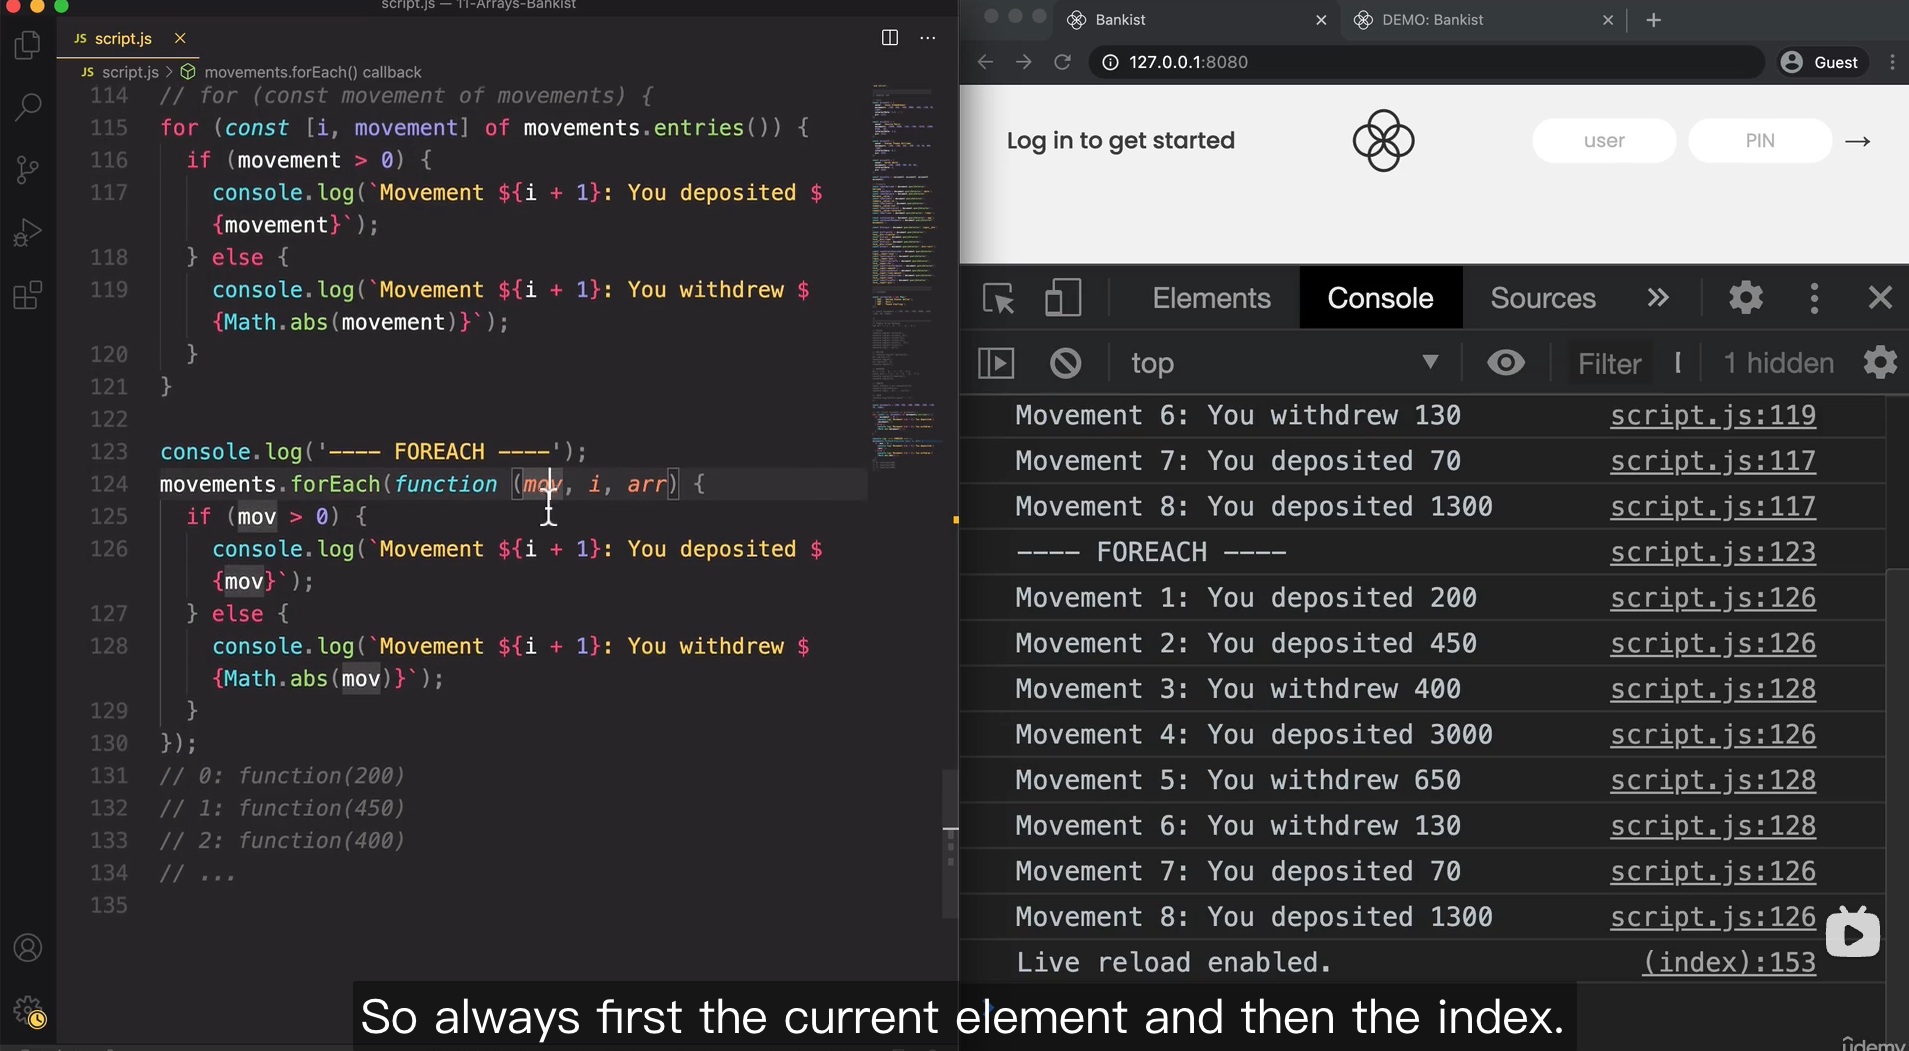 script.js — 11-Arrays-Bankist
JS script.js ×
JS script.js > movements.forEach() callback
114 // for (const movement of movements) {
115 for (const [i, movement] of movements.entries()) {
116 if (movement > 0) {
117 console.log(`Movement ${i + 1}: You deposited $
{movement}`);
118 } else {
119 console.log(`Movement ${i + 1}: You withdrew $
{Math.abs(movement)}`);
120 }
121 }
122
123 console.log('---- FOREACH ----');
124 movements.forEach(function (mov, i, arr) {
125 if (mov > 0) {
126 console.log(`Movement ${i + 1}: You deposited $
{mov}`);
127 } else {
128 console.log(`Movement ${i + 1}: You withdrew $
{Math.abs(mov)}`);
129 }
130 });
131 // 0: function(200)
132 // 1: function(450)
133 // 2: function(400)
134 // ...
135
Bankist × DEMO: Bankist × +
127.0.0.1:8080 Guest
Log in to get started user PIN →
Elements Console Sources »
top Filter 1 hidden
Movement 6: You withdrew 130 script.js:119
Movement 7: You deposited 70 script.js:117
Movement 8: You deposited 1300 script.js:117
---- FOREACH ---- script.js:123
Movement 1: You deposited 200 script.js:126
Movement 2: You deposited 450 script.js:126
Movement 3: You withdrew 400 script.js:128
Movement 4: You deposited 3000 script.js:126
Movement 5: You withdrew 650 script.js:128
Movement 6: You withdrew 130 script.js:128
Movement 7: You deposited 70 script.js:126
Movement 8: You deposited 1300 script.js:126
Live reload enabled. (index):153
So always first the current element and then the index.
udemy